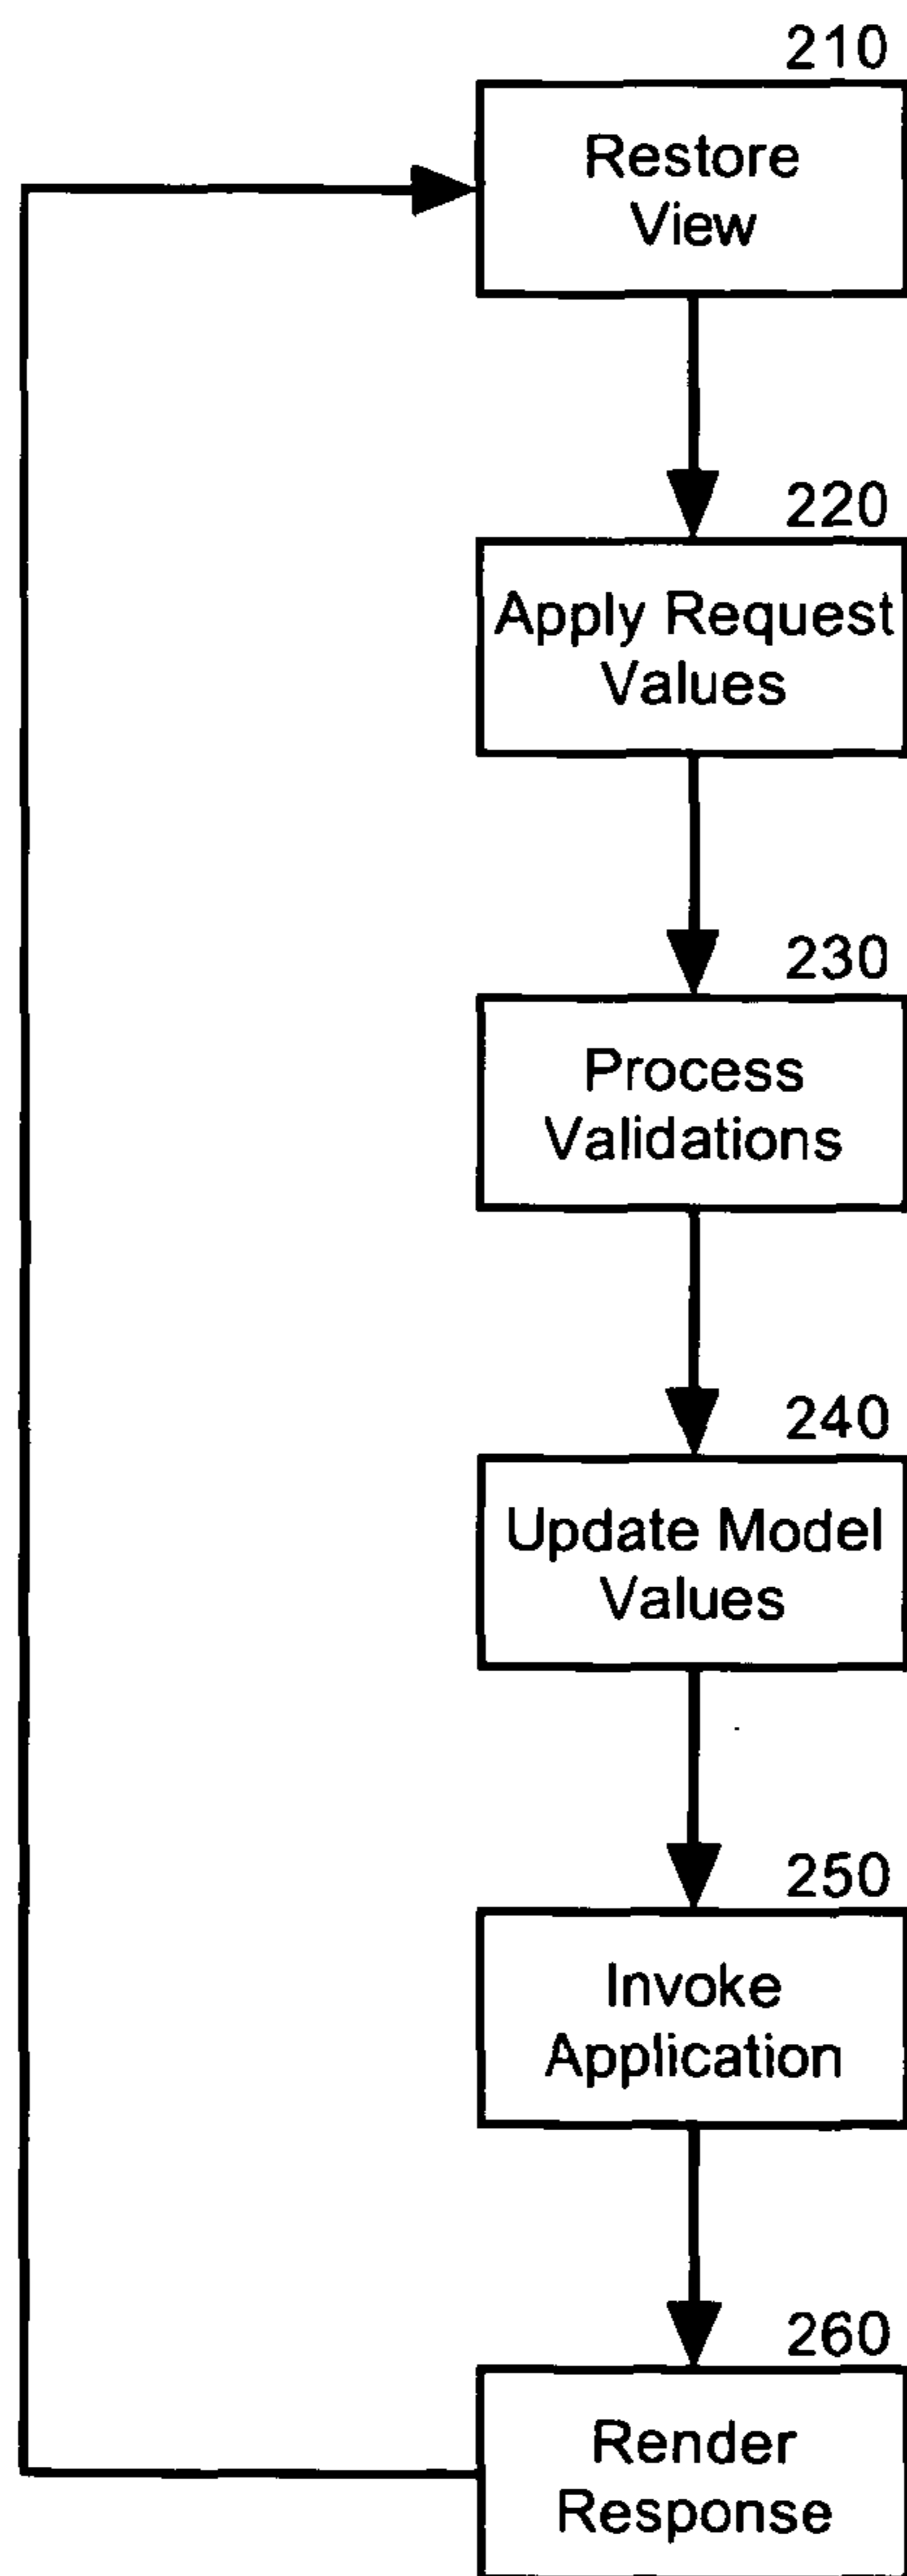 210
Restore
View
220
Apply Request
Values
230
Process
Validations
240
Update Model
Values
250
Invoke
Application
260
Render
Response